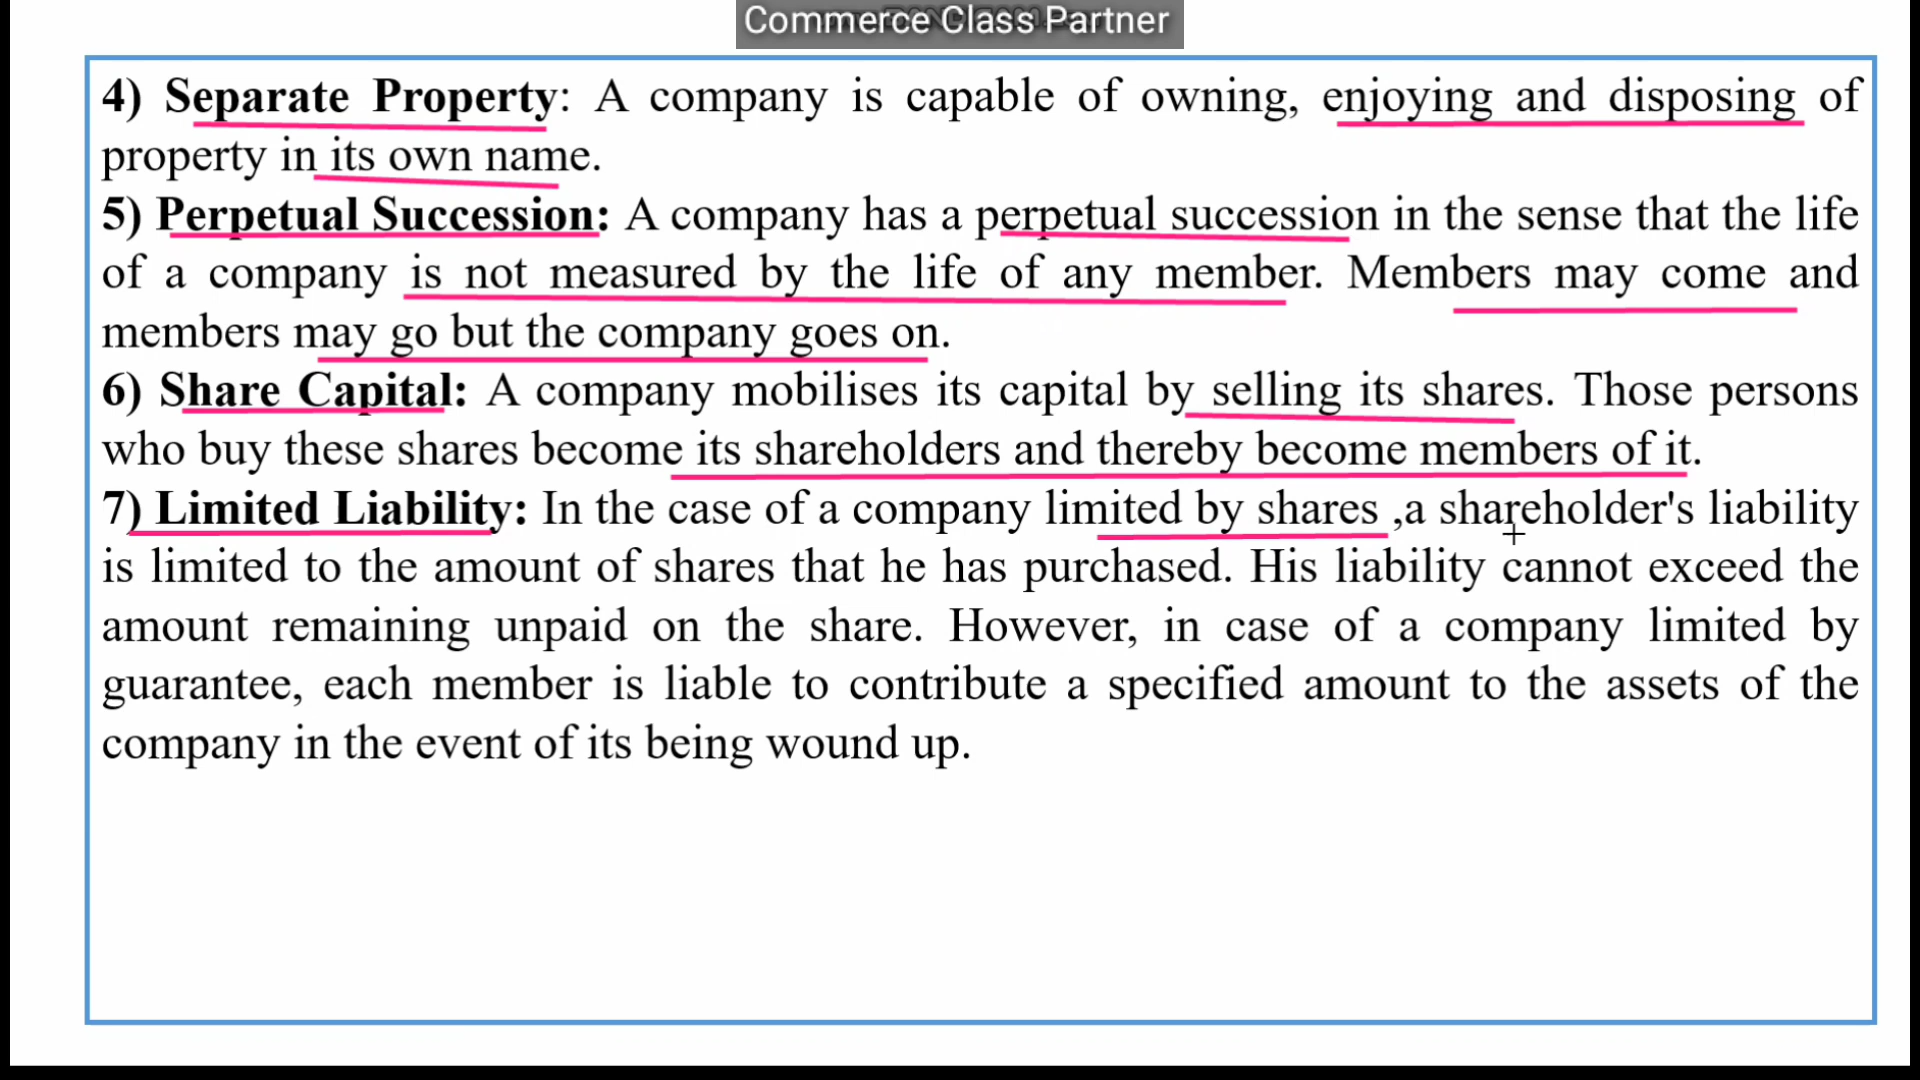 Commerce Class Partner
4) Separate Property: A company is capable of owning, enjoying and disposing of
property in its own name.
5) Perpetual Succession: A company has a perpetual succession in the sense that the life
of a company is not measured by the life of any member. Members may come and
members may go but the company goes on.
6) Share Capital: A company mobilises its capital by selling its shares. Those persons
who buy these shares become its shareholders and thereby become members of it.
7) Limited Liability: In the case of a company limited by shares ,a shareholder's liability
is limited to the amount of shares that he has purchased. His liability cannot exceed the
amount remaining unpaid on the share. However, in case of a company limited by
guarantee, each member is liable to contribute a specified amount to the assets of the
company in the event of its being wound up.